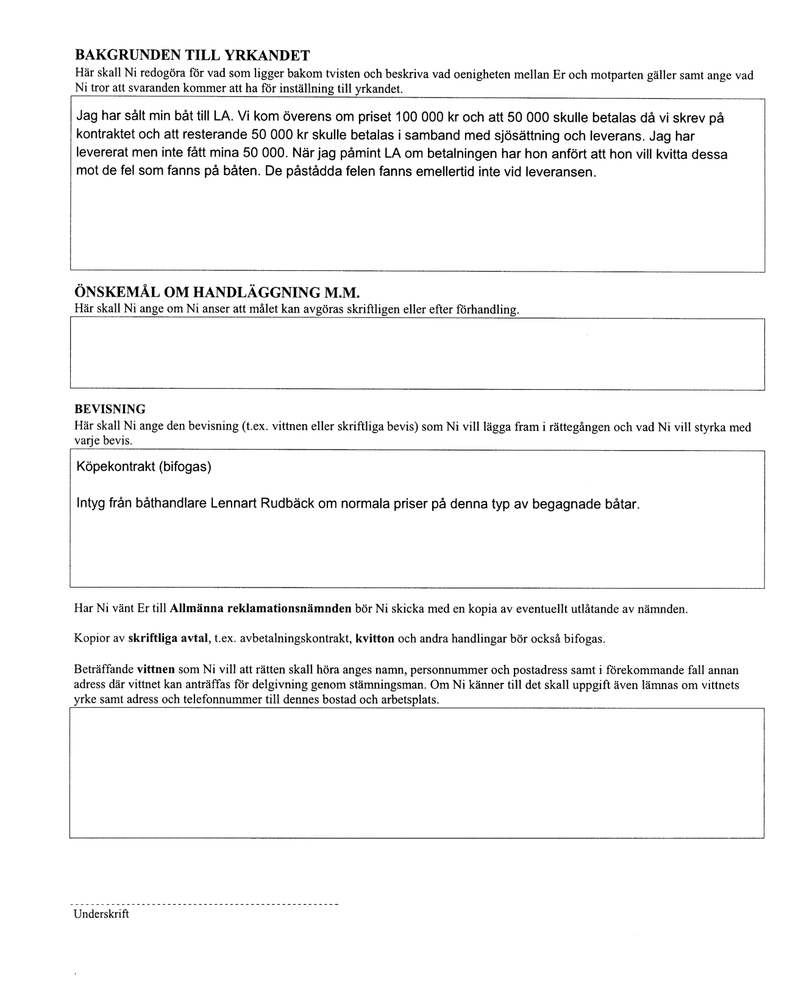 BAKGRUNDEN TILL YRKANDET
Här skall Ni redogöra för vad som ligger bakom tvisten och beskriva vad oenigheten mellan Er och motparten gäller samt ange vad
Ni tror att svaranden kommer att ha för inställning till yrkandet.
Jag har sålt min båt till LA. Vi kom överens om priset 100 000 kr och att 50 000 skulle betalas då vi skrev på
kontraktet och att resterande 50 000 kr skulle betalas i samband med sjösättning och leverans. Jag har
levererat men inte fått mina 50 000. När jag påmint LA om betalningen har hon anfört att hon vill kvitta dessa
mot de fel som fanns på båten. De påstådda felen fanns emellertid inte vid leveransen.
ÖNSKEMÅL OM HANDLÄGGNING M.M.
Här skall Ni ange om Ni anser att målet kan avgöras skriftligen eller efter förhandling.
BEVISNING
Här skall Ni ange den bevisning (t.ex. vittnen eller skriftliga bevis) som Ni vill lägga fram i rättegången och vad Ni vill styrka med
varje bevis.
Köpekontrakt (bifogas)
Intyg från båthandlare Lennart Rudbäck om normala priser på denna typ av begagnade båtar.
Har Ni vänt Er till Allmänna reklamationsnämnden bör Ni skicka med en kopia av eventuellt utlåtande av nämnden.
Kopior av skriftliga avtal, t.ex. avbetalningskontrakt, kvitton och andra handlingar bör också bifogas.
Beträffande vittnen som Ni vill att rätten skall höra anges namn, personnummer och postadress samt i förekommande fall annan
adress där vittnet kan anträffas för delgivning genom stämningsman. Om Ni känner till det skall uppgift även lämnas om vittnets
yrke samt adress och telefonnummer till dennes bostad och arbetsplats.
Underskrift